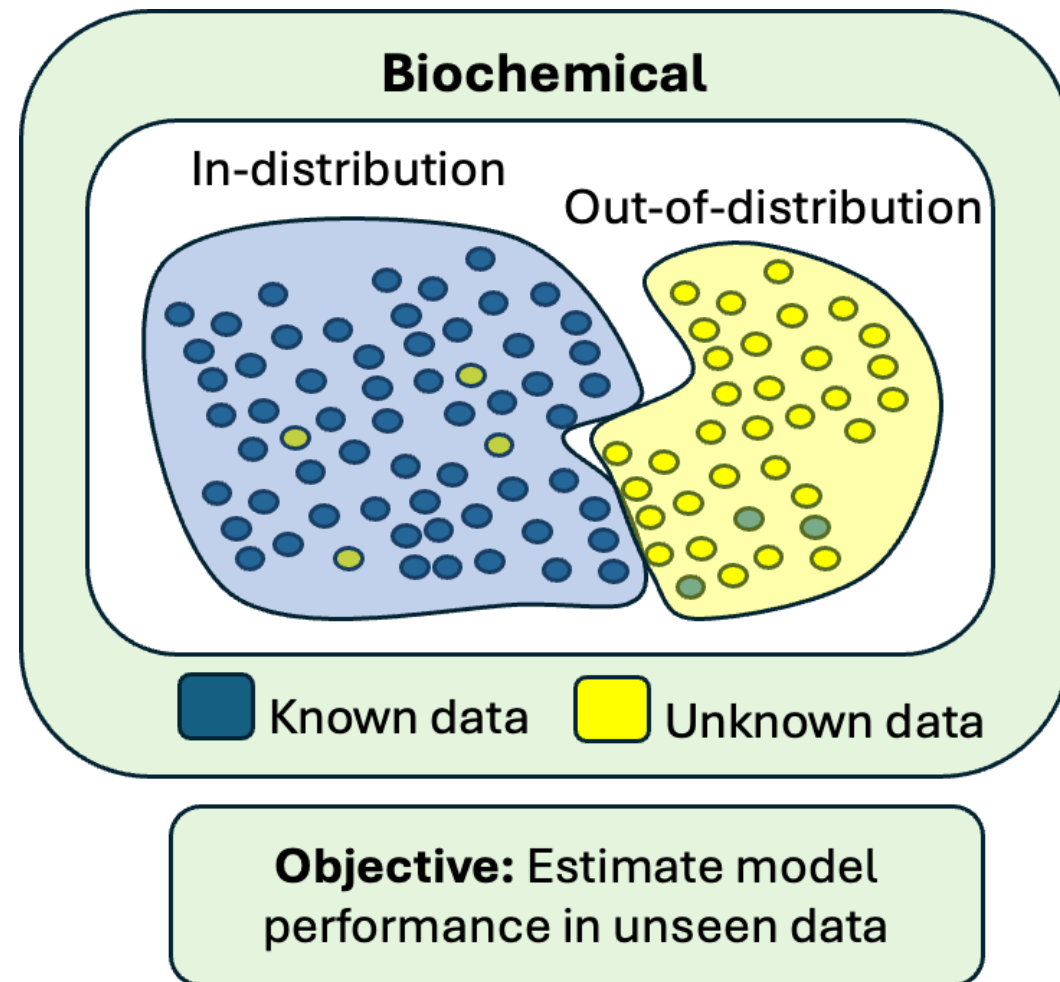 Biochemical
In-distribution
Out-of-distribution
Known data
Unknown data
Objective: Estimate model
performance in unseen data